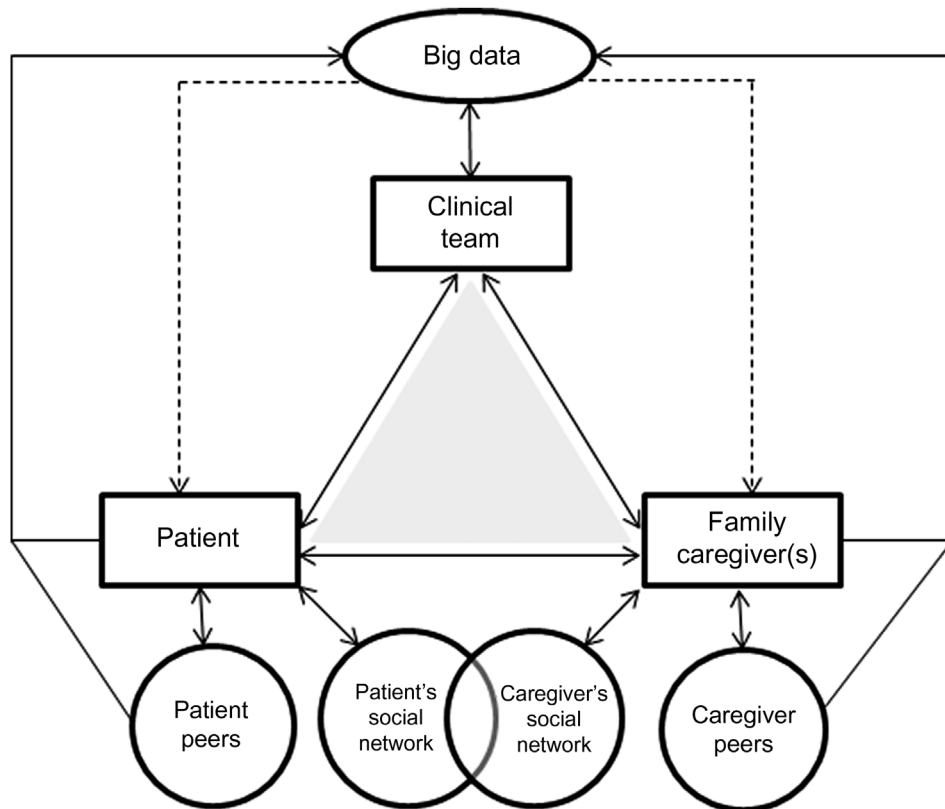 Big data
Clinical
team
Patient
Family
caregiver(s)
Patient
peers
Patient’s
social
network
Caregiver’s
social
network
Caregiver
peers